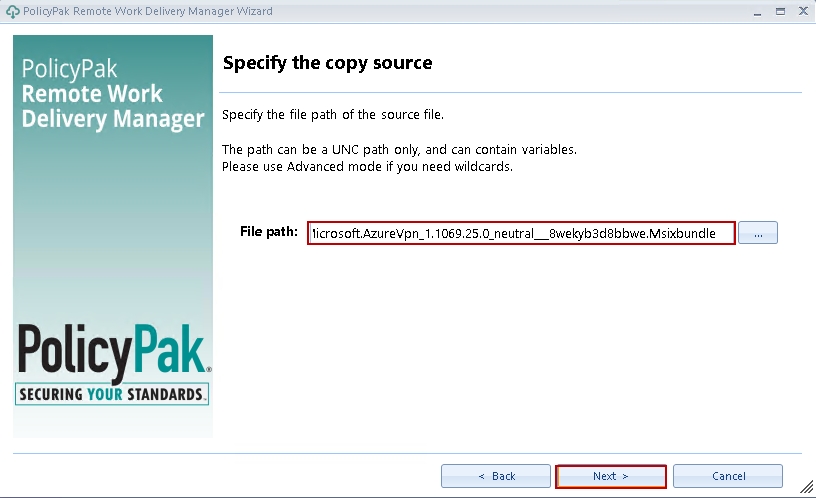 PolicyPak Remote Work Delivery Manager Wizard
PolicyPak
Remote Work
Delivery Manager
Specify the copy source
Specify the file path of the source file.
The path can be a UNC path only, and can contain variables.
Please use Advanced mode if you need wildcards.
File path: Microsoft.AzureVpn_1.1069.25.0_neutral__8wekyb3d8bbwe.Msixbundle ...
PolicyPak®
SECURING YOUR STANDARDS™
< Back Next > Cancel